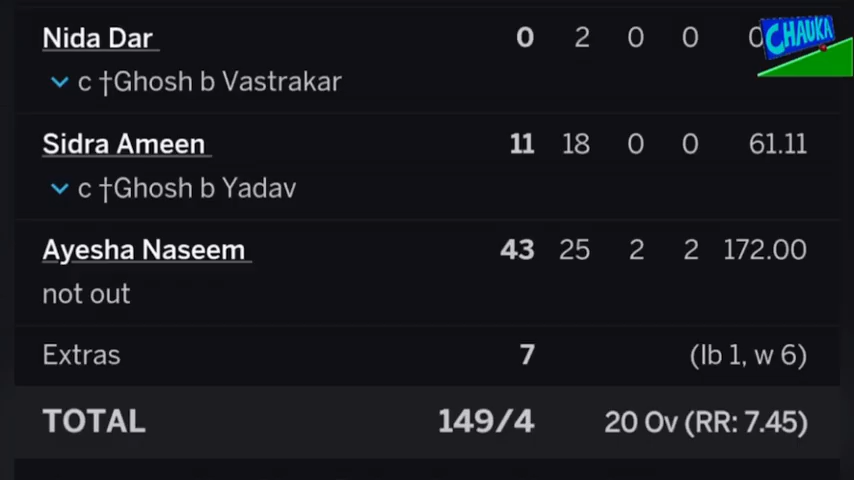 Nida Dar 0 2 0 0 0
CHAUKA
c †Ghosh b Vastrakar
Sidra Ameen 11 18 0 0 61.11
c †Ghosh b Yadav
Ayesha Naseem 43 25 2 2 172.00
not out
Extras 7 (lb 1, w 6)
TOTAL 149/4 20 Ov (RR: 7.45)